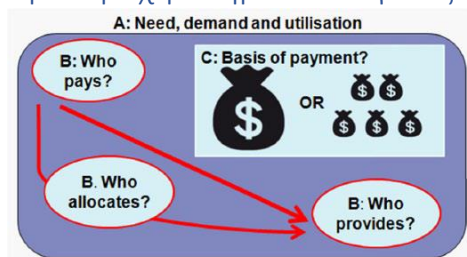 A: Need, demand and utilisation
B: Who
pays?
C: Basis of payment?
$
OR
$ $
$ $ $
B. Who
allocates?
B: Who
provides?